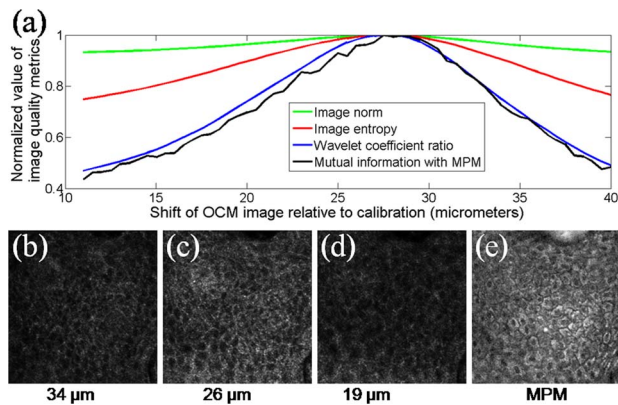 (a)
Normalized value of
image quality metrics
1
0.8
0.6
0.4
Image norm
Image entropy
Wavelet coefficient ratio
Mutual information with MPM
10 15 20 25 30 35 40
Shift of OCM image relative to calibration (micrometers)
(b) (c) (d) (e)
34 µm 26 µm 19 µm MPM